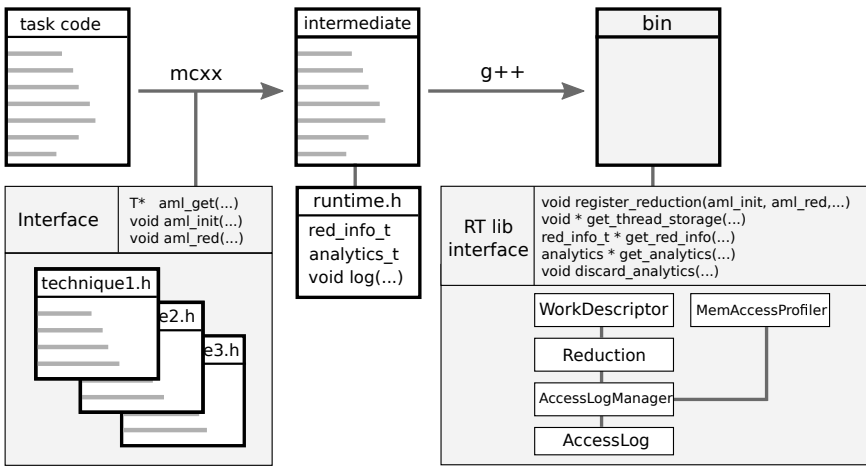 task code
mcxx
intermediate
g++
bin
Interface
T* aml_get(...)
void aml_init(...)
void aml_red(...)
technique1.h
e2.h
e3.h
runtime.h
red_info_t
analytics_t
void log(...)
RT lib
interface
void register_reduction(aml_init, aml_red,...)
void * get_thread_storage(...)
red_info_t * get_red_info(...)
analytics * get_analytics(...)
void discard_analytics(...)
WorkDescriptor
MemAccessProfiler
Reduction
AccessLogManager
AccessLog